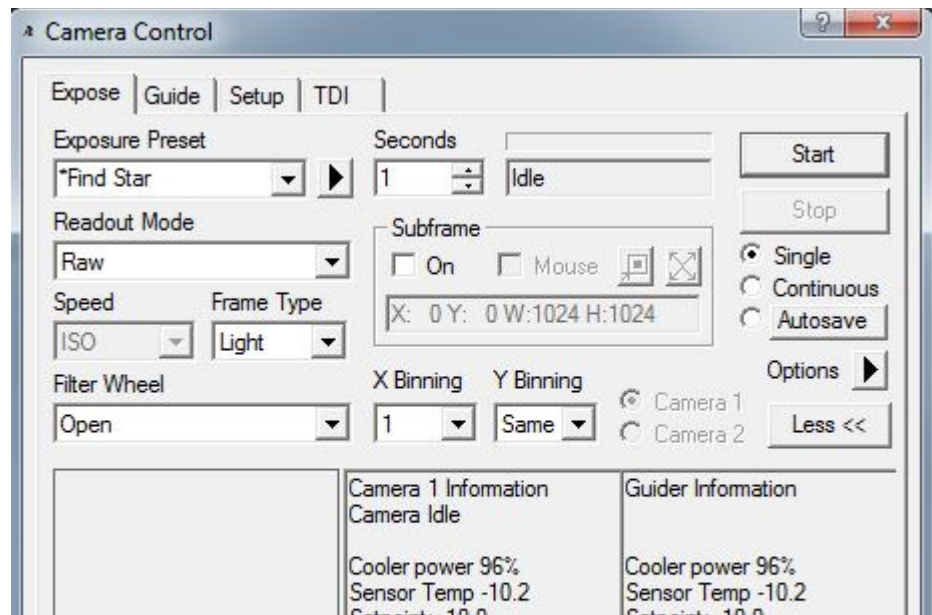 Camera Control
Expose Guide Setup TDI
Exposure Preset
*Find Star
Seconds
1
Idle
Start
Stop
Readout Mode
Raw
Subframe
On Mouse
X: 0 Y: 0 W:1024 H:1024
Single
Continuous
Autosave
Speed
ISO
Frame Type
Light
Filter Wheel
Open
X Binning
1
Y Binning
Same
Camera 1
Camera 2
Options
Less <<
Camera 1 Information
Camera Idle
Cooler power 96%
Sensor Temp -10.2
Guider Information
Cooler power 96%
Sensor Temp -10.2